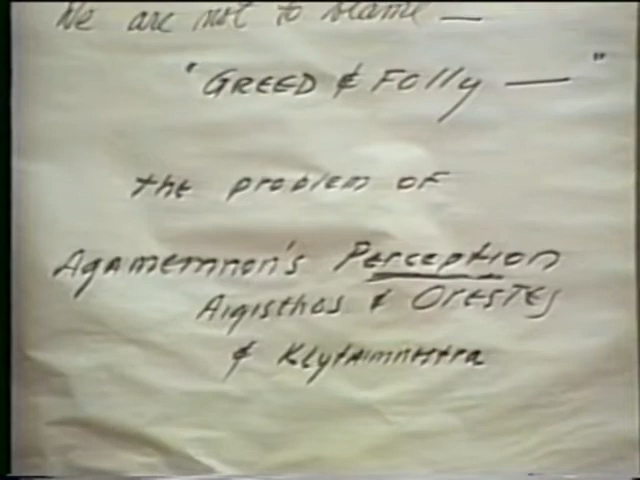 We are not to blame —
"GREED & Folly — "
the problem of
Agamemnon's Perception
Aigisthos & Orestes
& Klytaimnestra